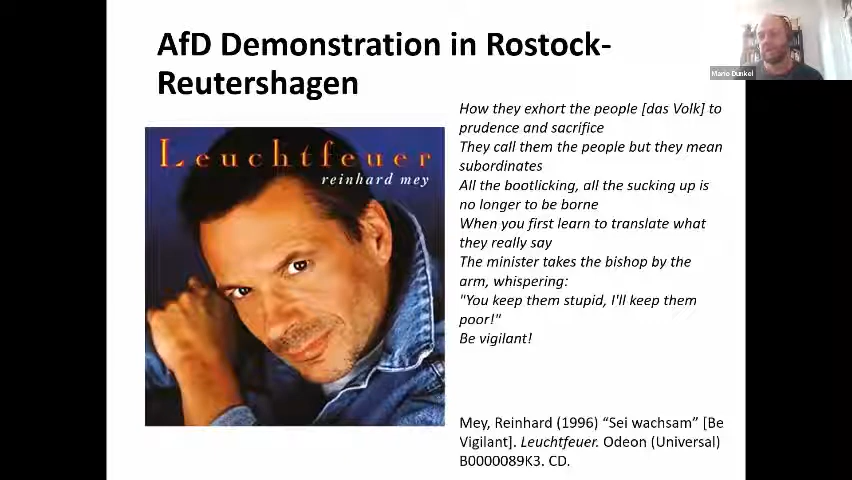 AfD Demonstration in Rostock-
Reutershagen
Mario Dunkel
Leuchtfeuer
reinhard mey
How they exhort the people [das Volk] to
prudence and sacrifice
They call them the people but they mean
subordinates
All the bootlicking, all the sucking up is
no longer to be borne
When you first learn to translate what
they really say
The minister takes the bishop by the
arm, whispering:
"You keep them stupid, I'll keep them
poor!"
Be vigilant!
Mey, Reinhard (1996) “Sei wachsam” [Be
Vigilant]. Leuchtfeuer. Odeon (Universal)
B0000089K3. CD.